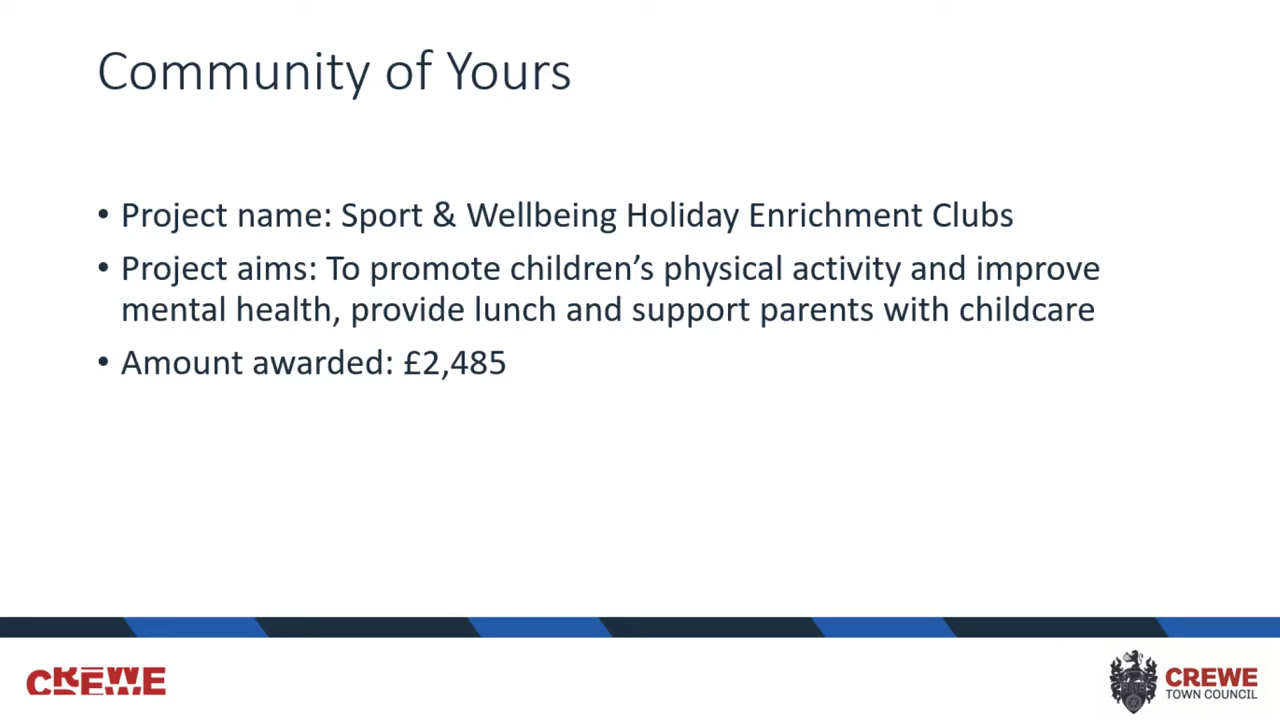 Community of Yours
• Project name: Sport & Wellbeing Holiday Enrichment Clubs
• Project aims: To promote children’s physical activity and improve
mental health, provide lunch and support parents with childcare
• Amount awarded: £2,485
CREWE
CREWE
TOWN COUNCIL